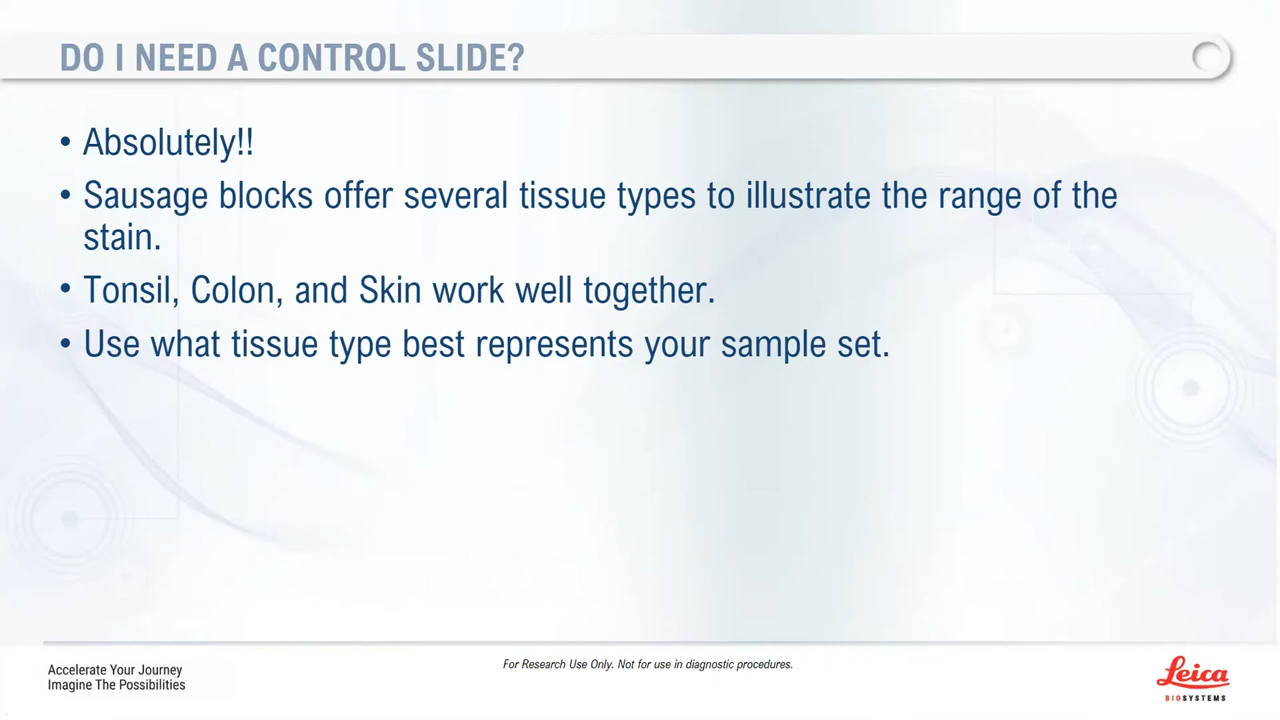 DO I NEED A CONTROL SLIDE?
• Absolutely!!
• Sausage blocks offer several tissue types to illustrate the range of the
stain.
• Tonsil, Colon, and Skin work well together.
• Use what tissue type best represents your sample set.
Accelerate Your Journey
Imagine The Possibilities
For Research Use Only. Not for use in diagnostic procedures.
Leica
BIOSYSTEMS